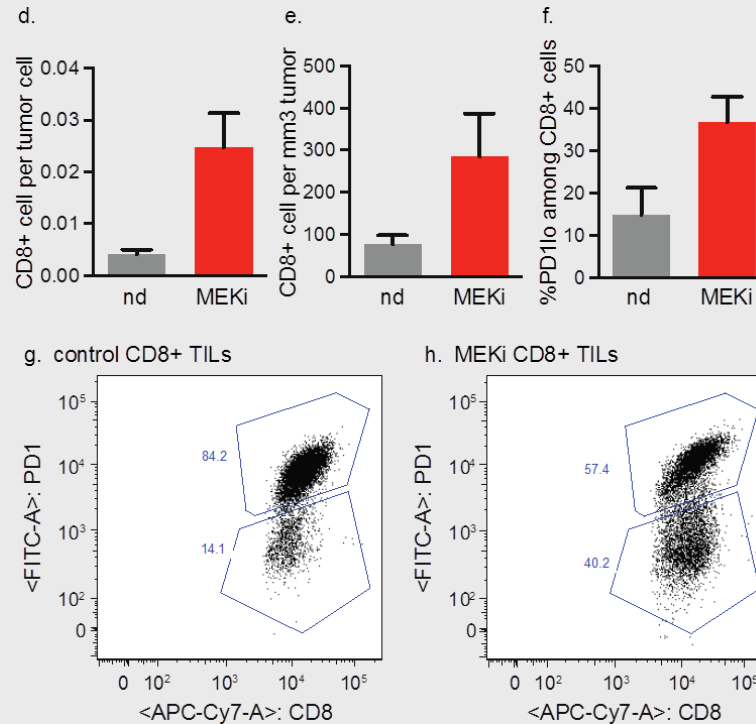 d.
CD8+ cell per tumor cell
0.04
0.03
0.02
0.01
0.00
nd MEKi
e.
CD8+ cell per mm3 tumor
500
400
300
200
100
0
nd MEKi
f.
%PD1lo among CD8+ cells
50
40
30
20
10
0
nd MEKi
g. control CD8+ TILs
<FITC-A>: PD1
10⁵
10⁴
10³
10²
0
84.2
14.1
0 10² 10³ 10⁴ 10⁵
<APC-Cy7-A>: CD8
h. MEKi CD8+ TILs
<FITC-A>: PD1
10⁵
10⁴
10³
10²
0
57.4
40.2
0 10² 10³ 10⁴ 10⁵
<APC-Cy7-A>: CD8